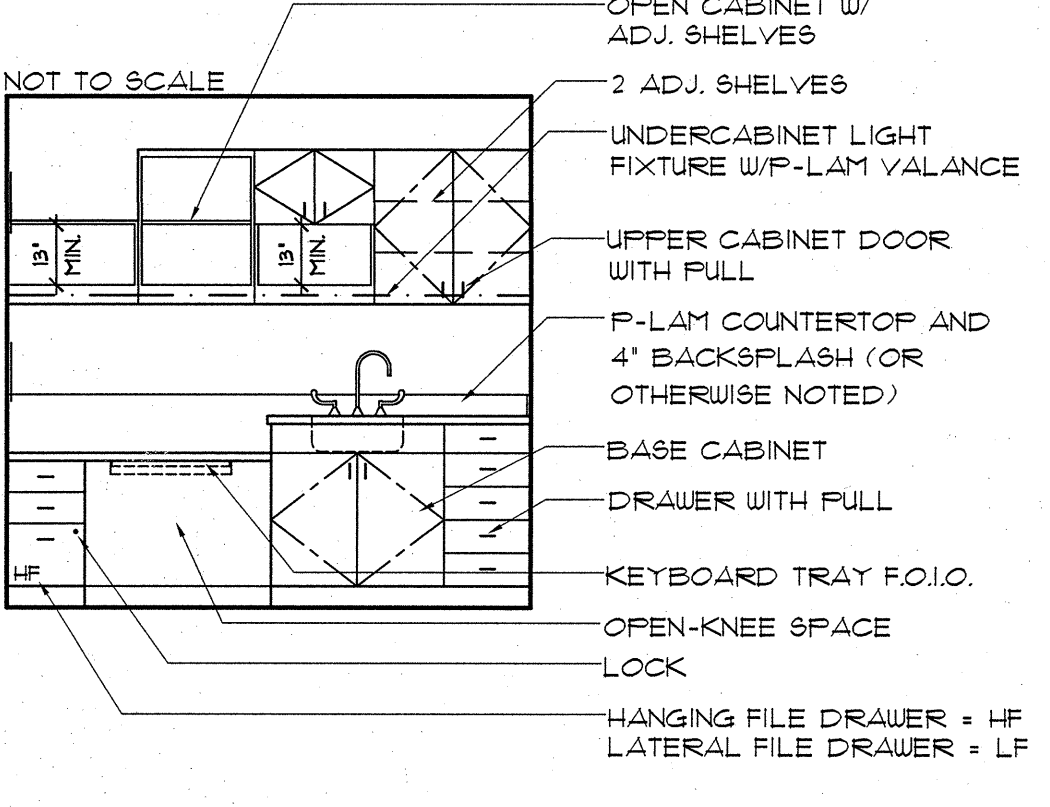 OPEN CABINET W/
ADJ. SHELVES
NOT TO SCALE
2 ADJ. SHELVES
UNDERCABINET LIGHT
FIXTURE W/P-LAM VALANCE
13"
MIN.
13"
MIN.
UPPER CABINET DOOR
WITH PULL
P-LAM COUNTERTOP AND
4" BACKSPLASH (OR
OTHERWISE NOTED)
BASE CABINET
DRAWER WITH PULL
HF
KEYBOARD TRAY F.O.I.O.
OPEN-KNEE SPACE
LOCK
HANGING FILE DRAWER = HF
LATERAL FILE DRAWER = LF